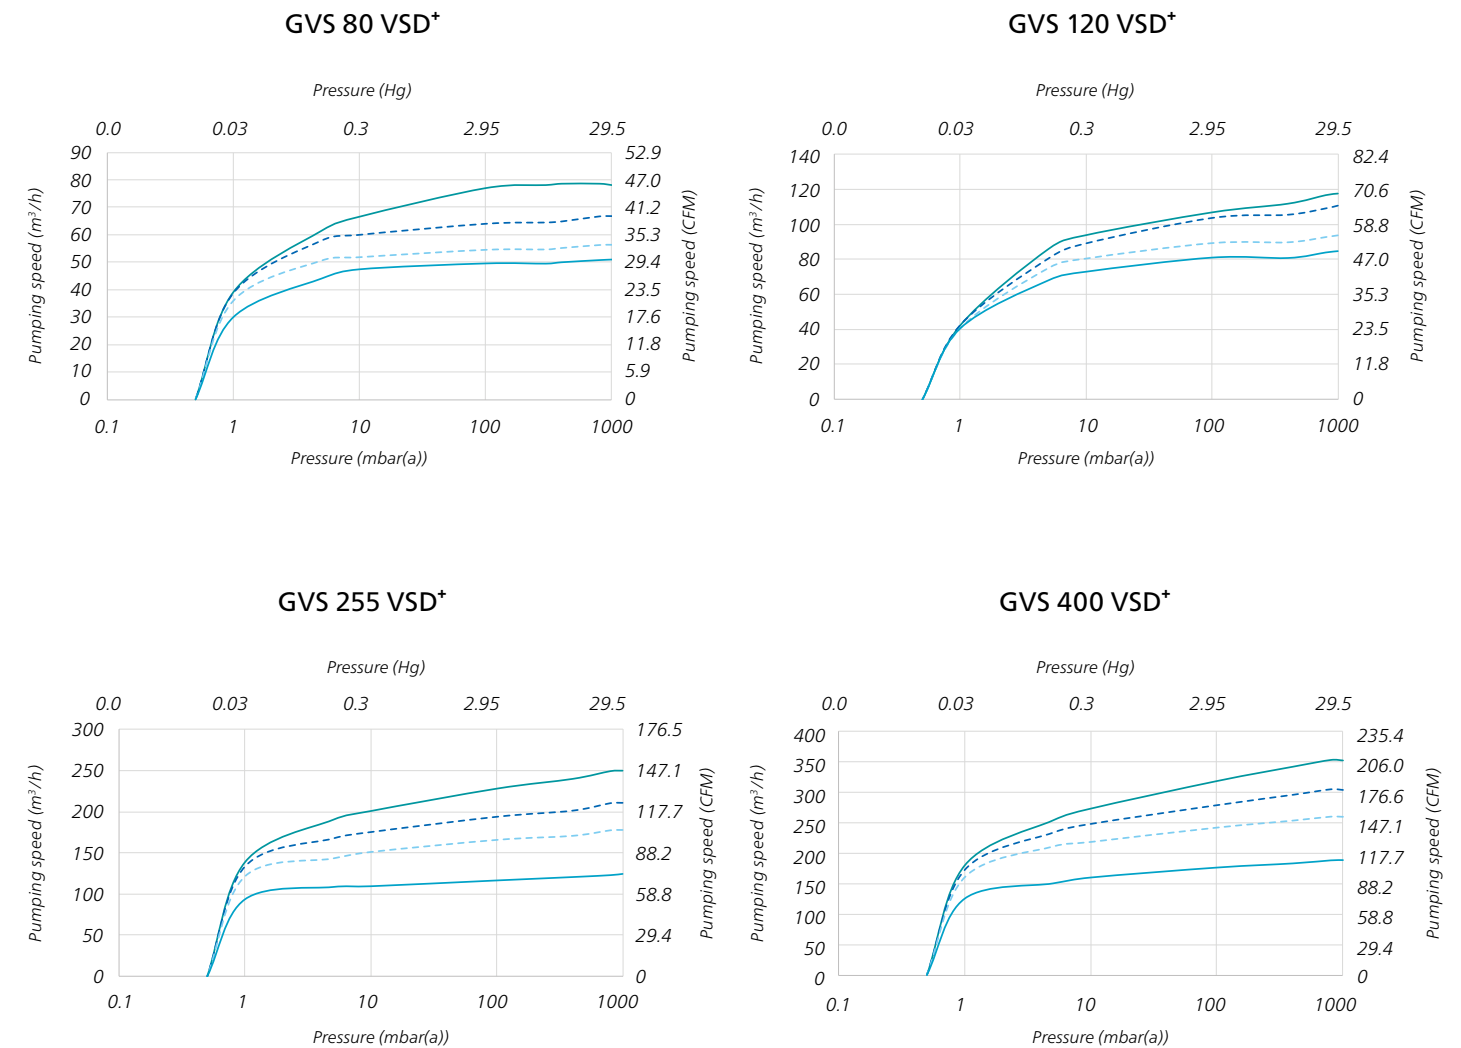 GVS 80 VSD+
Pressure (Hg)
0.0 0.03 0.3 2.95 29.5
90 52.9
80 47.0
70 41.2
60 35.3
50 29.4
40 23.5
30 17.6
20 11.8
10 5.9
0 0
Pumping speed (m³/h)
Pumping speed (CFM)
0.1 1 10 100 1000
Pressure (mbar(a))
GVS 120 VSD+
Pressure (Hg)
0.0 0.03 0.3 2.95 29.5
140 82.4
120 70.6
100 58.8
80 47.0
60 35.3
40 23.5
20 11.8
0 0
Pumping speed (m³/h)
Pumping speed (CFM)
0.1 1 10 100 1000
Pressure (mbar(a))
GVS 255 VSD+
Pressure (Hg)
0.0 0.03 0.3 2.95 29.5
300 176.5
250 147.1
200 117.7
150 88.2
100 58.8
50 29.4
0 0
Pumping speed (m³/h)
Pumping speed (CFM)
0.1 1 10 100 1000
Pressure (mbar(a))
GVS 400 VSD+
Pressure (Hg)
0.0 0.03 0.3 2.95 29.5
400 235.4
350 206.0
300 176.6
250 147.1
200 117.7
150 88.2
100 58.8
50 29.4
0 0
Pumping speed (m³/h)
Pumping speed (CFM)
0.1 1 10 100 1000
Pressure (mbar(a))